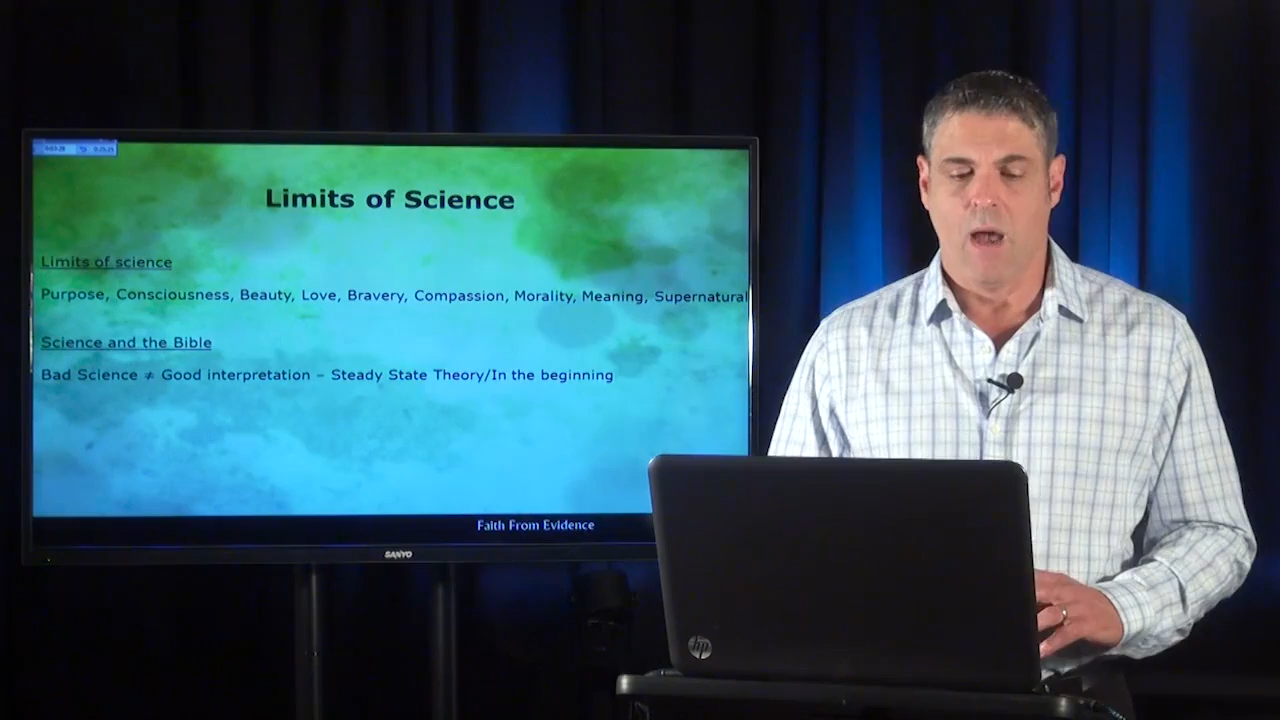 Limits of Science
Limits of science
Purpose, Consciousness, Beauty, Love, Bravery, Compassion, Morality, Meaning, Supernatural
Science and the Bible
Bad Science ≠ Good interpretation – Steady State Theory/In the beginning
Faith From Evidence
SANYO
hp